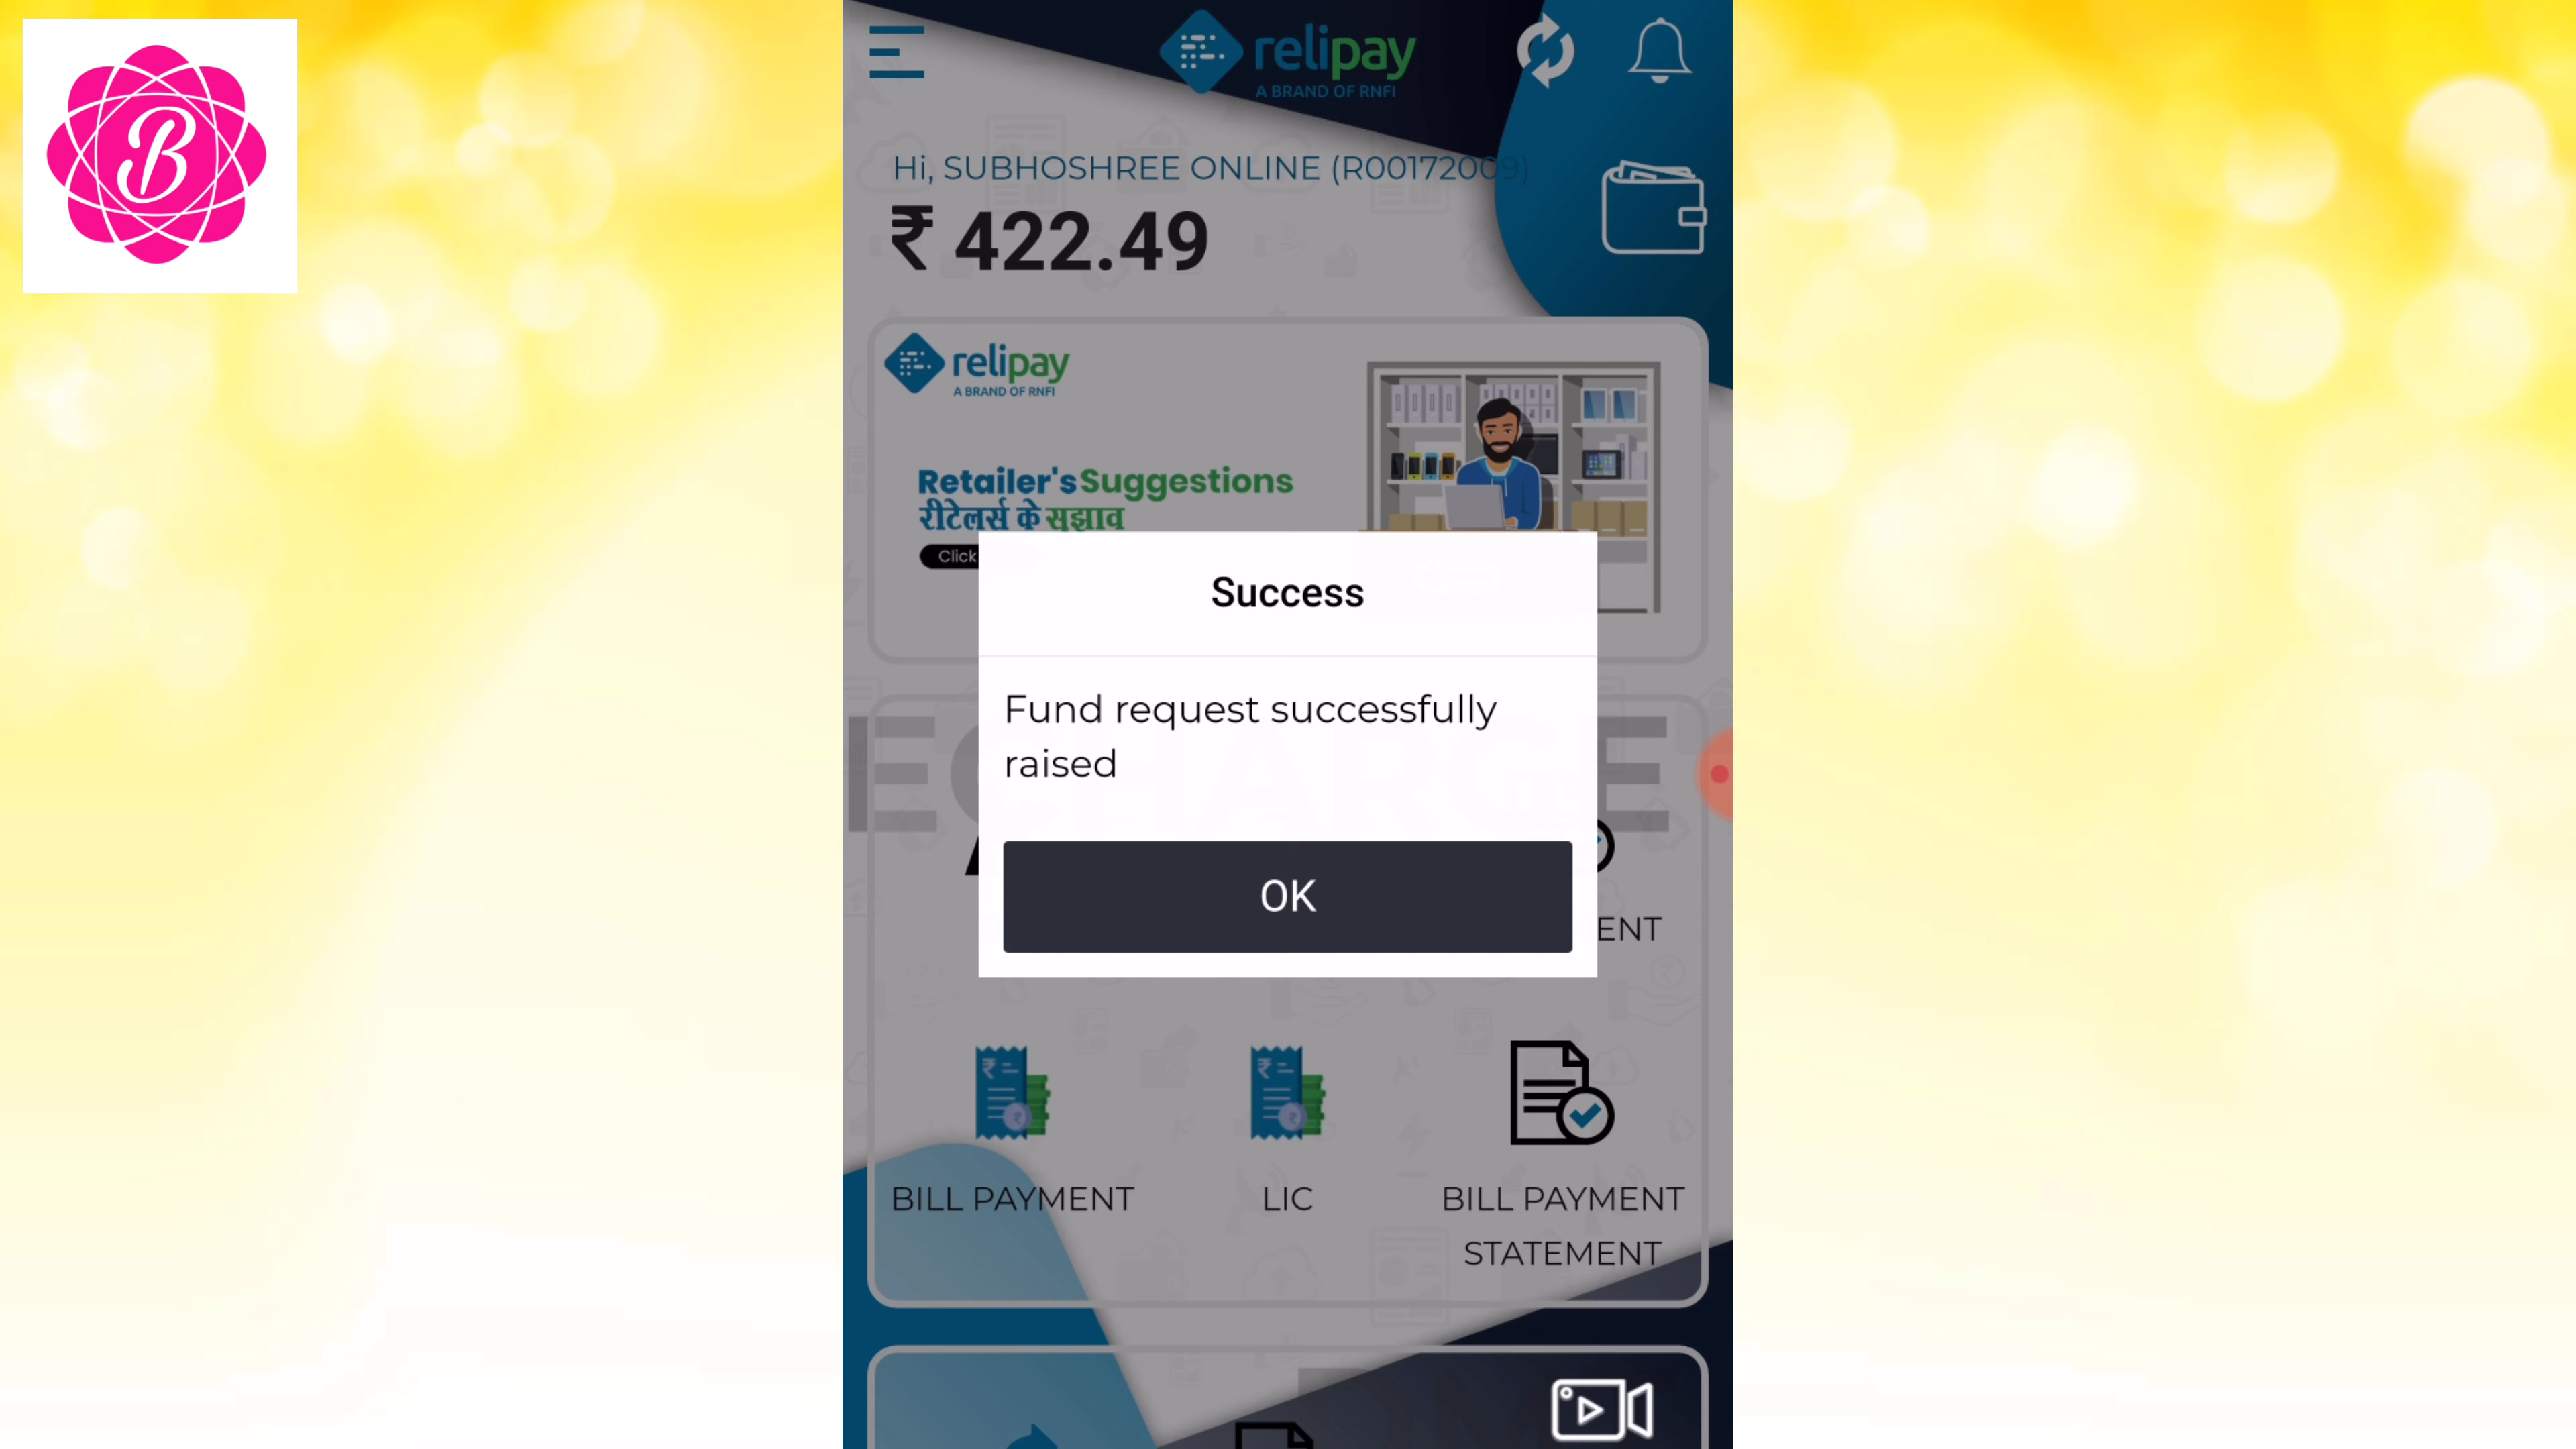 B
relipay
A BRAND OF RNFI
Hi, SUBHOSHREE ONLINE (R00172009)
₹ 422.49
relipay
A BRAND OF RNFI
Retailer's Suggestions
रीटेलर्स के सुझाव
Click
Success
Fund request successfully
raised
OK
ENT
BILL PAYMENT
LIC
BILL PAYMENT
STATEMENT